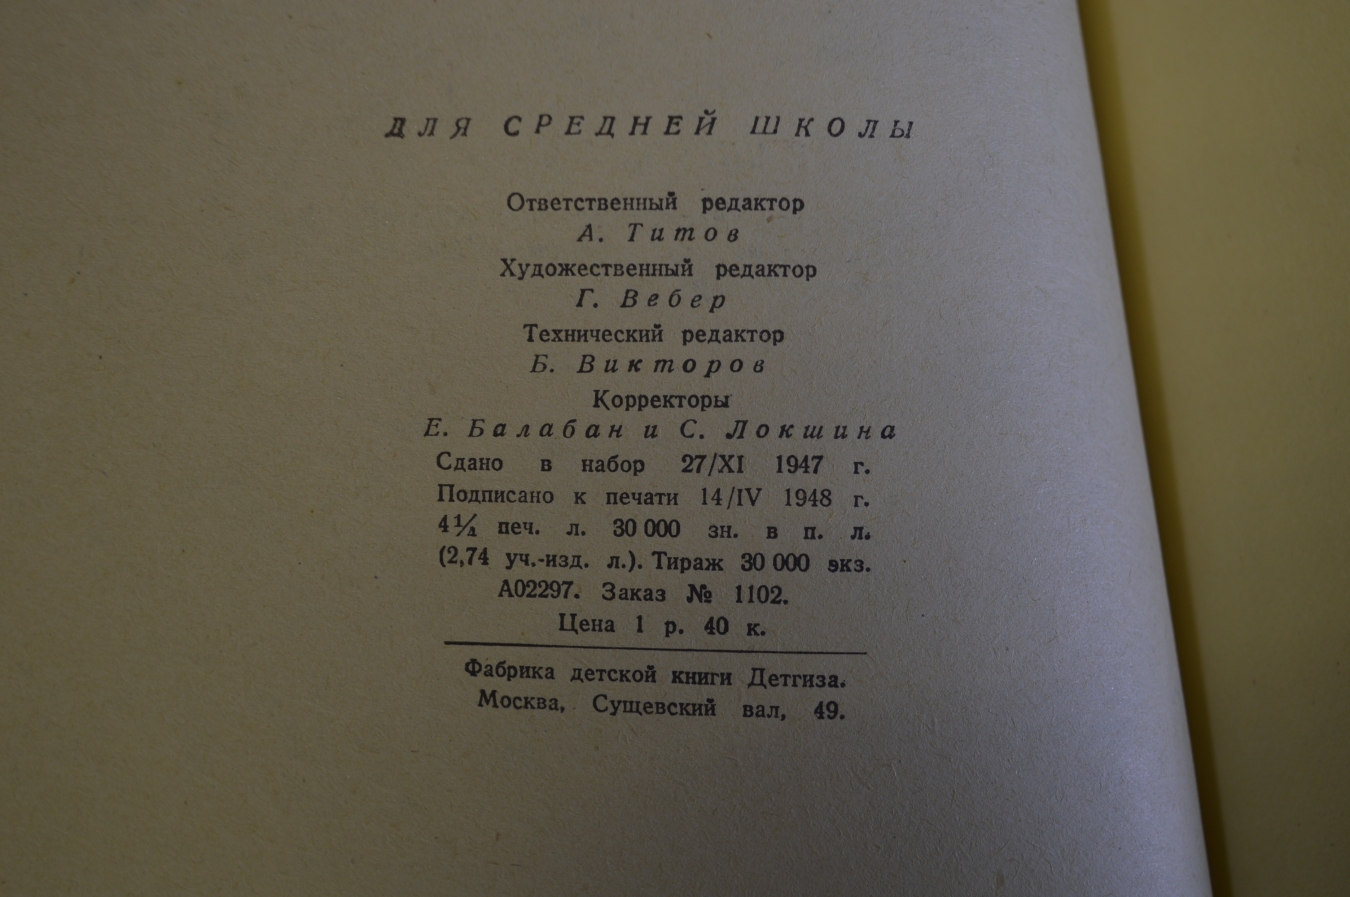 ДЛЯ СРЕДНЕЙ ШКОЛЫ
Ответственный редактор
А. Титов
Художественный редактор
Г. Вебер
Технический редактор
Б. Викторов
Корректоры
Е. Балабан и С. Локшина
Сдано в набор 27/XI 1947 г.
Подписано к печати 14/IV 1948 г.
печ. л. 30 000 зн. в п. л.
(2,74 уч.-изд. л.). Тираж 30 000 экз.
А02297. Заказ № 1102.
Цена 1 р. 40 к.
Фабрика детской книги Детгиза.
Москва, Сущевский вал, 49.